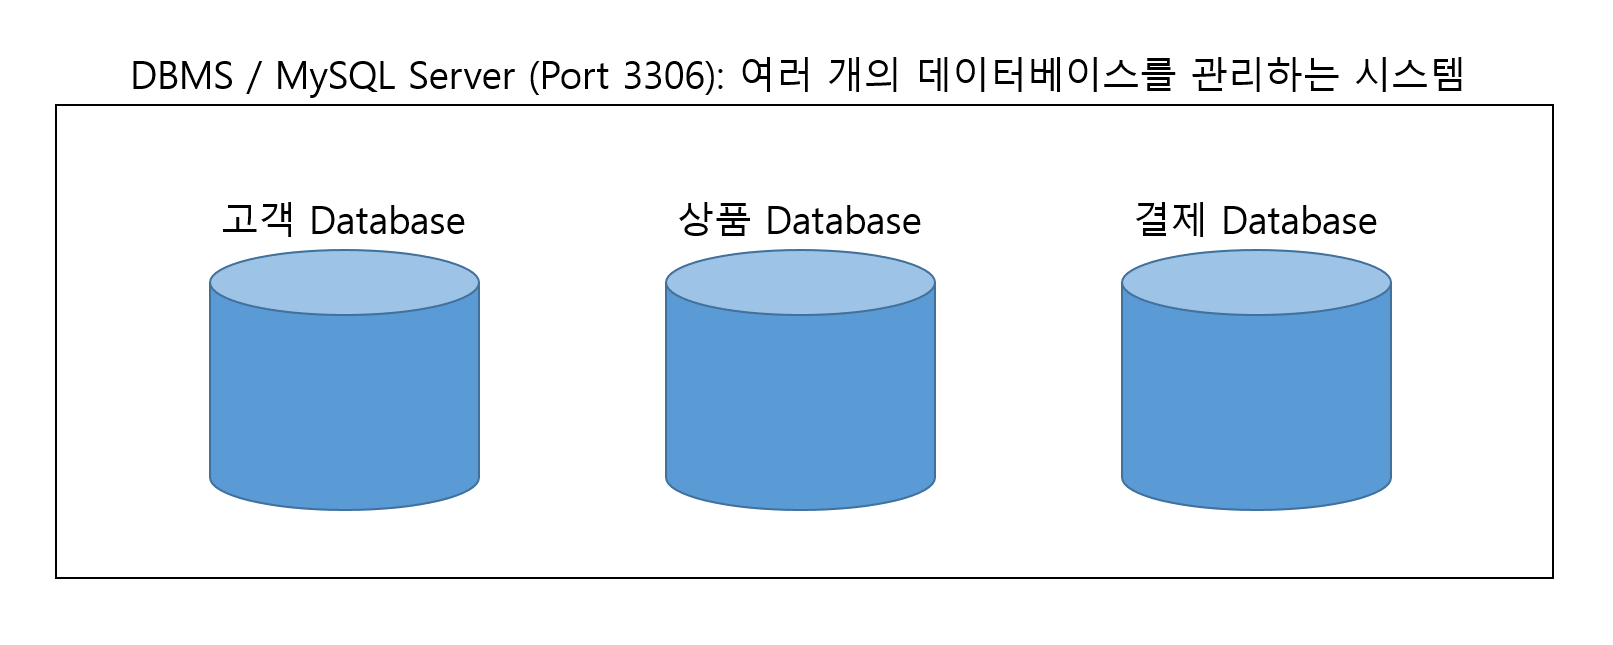 DBMS / MySQL Server (Port 3306): 여러 개의 데이터베이스를 관리하는 시스템
고객 Database
상품 Database
결제 Database